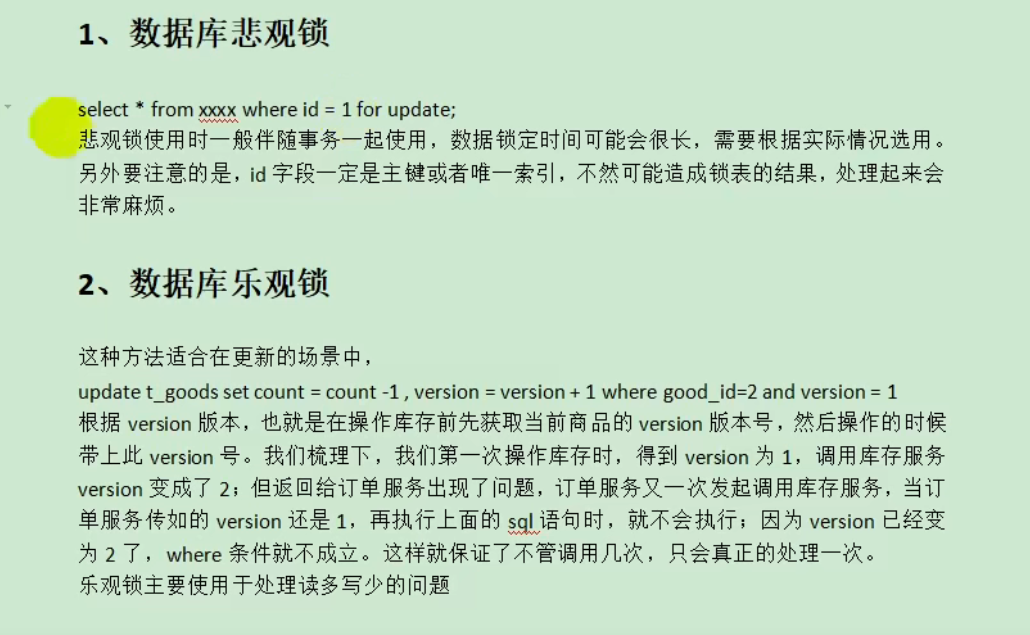 1、数据库悲观锁
select * from xxxx where id = 1 for update;
悲观锁使用时一般伴随事务一起使用，数据锁定时间可能会很长，需要根据实际情况选用。
另外要注意的是，id 字段一定是主键或者唯一索引，不然可能造成锁表的结果，处理起来会
非常麻烦。
2、数据库乐观锁
这种方法适合在更新的场景中，
update t_goods set count = count -1 , version = version + 1 where good_id=2 and version = 1
根据 version 版本，也就是在操作库存前先获取当前商品的 version 版本号，然后操作的时候
带上此 version 号。我们梳理下，我们第一次操作库存时，得到 version 为 1，调用库存服务
version 变成了 2；但返回给订单服务出现了问题，订单服务又一次发起调用库存服务，当订
单服务传如的 version 还是 1，再执行上面的 sql 语句时，就不会执行；因为 version 已经变
为 2 了，where 条件就不成立。这样就保证了不管调用几次，只会真正的处理一次。
乐观锁主要使用于处理读多写少的问题